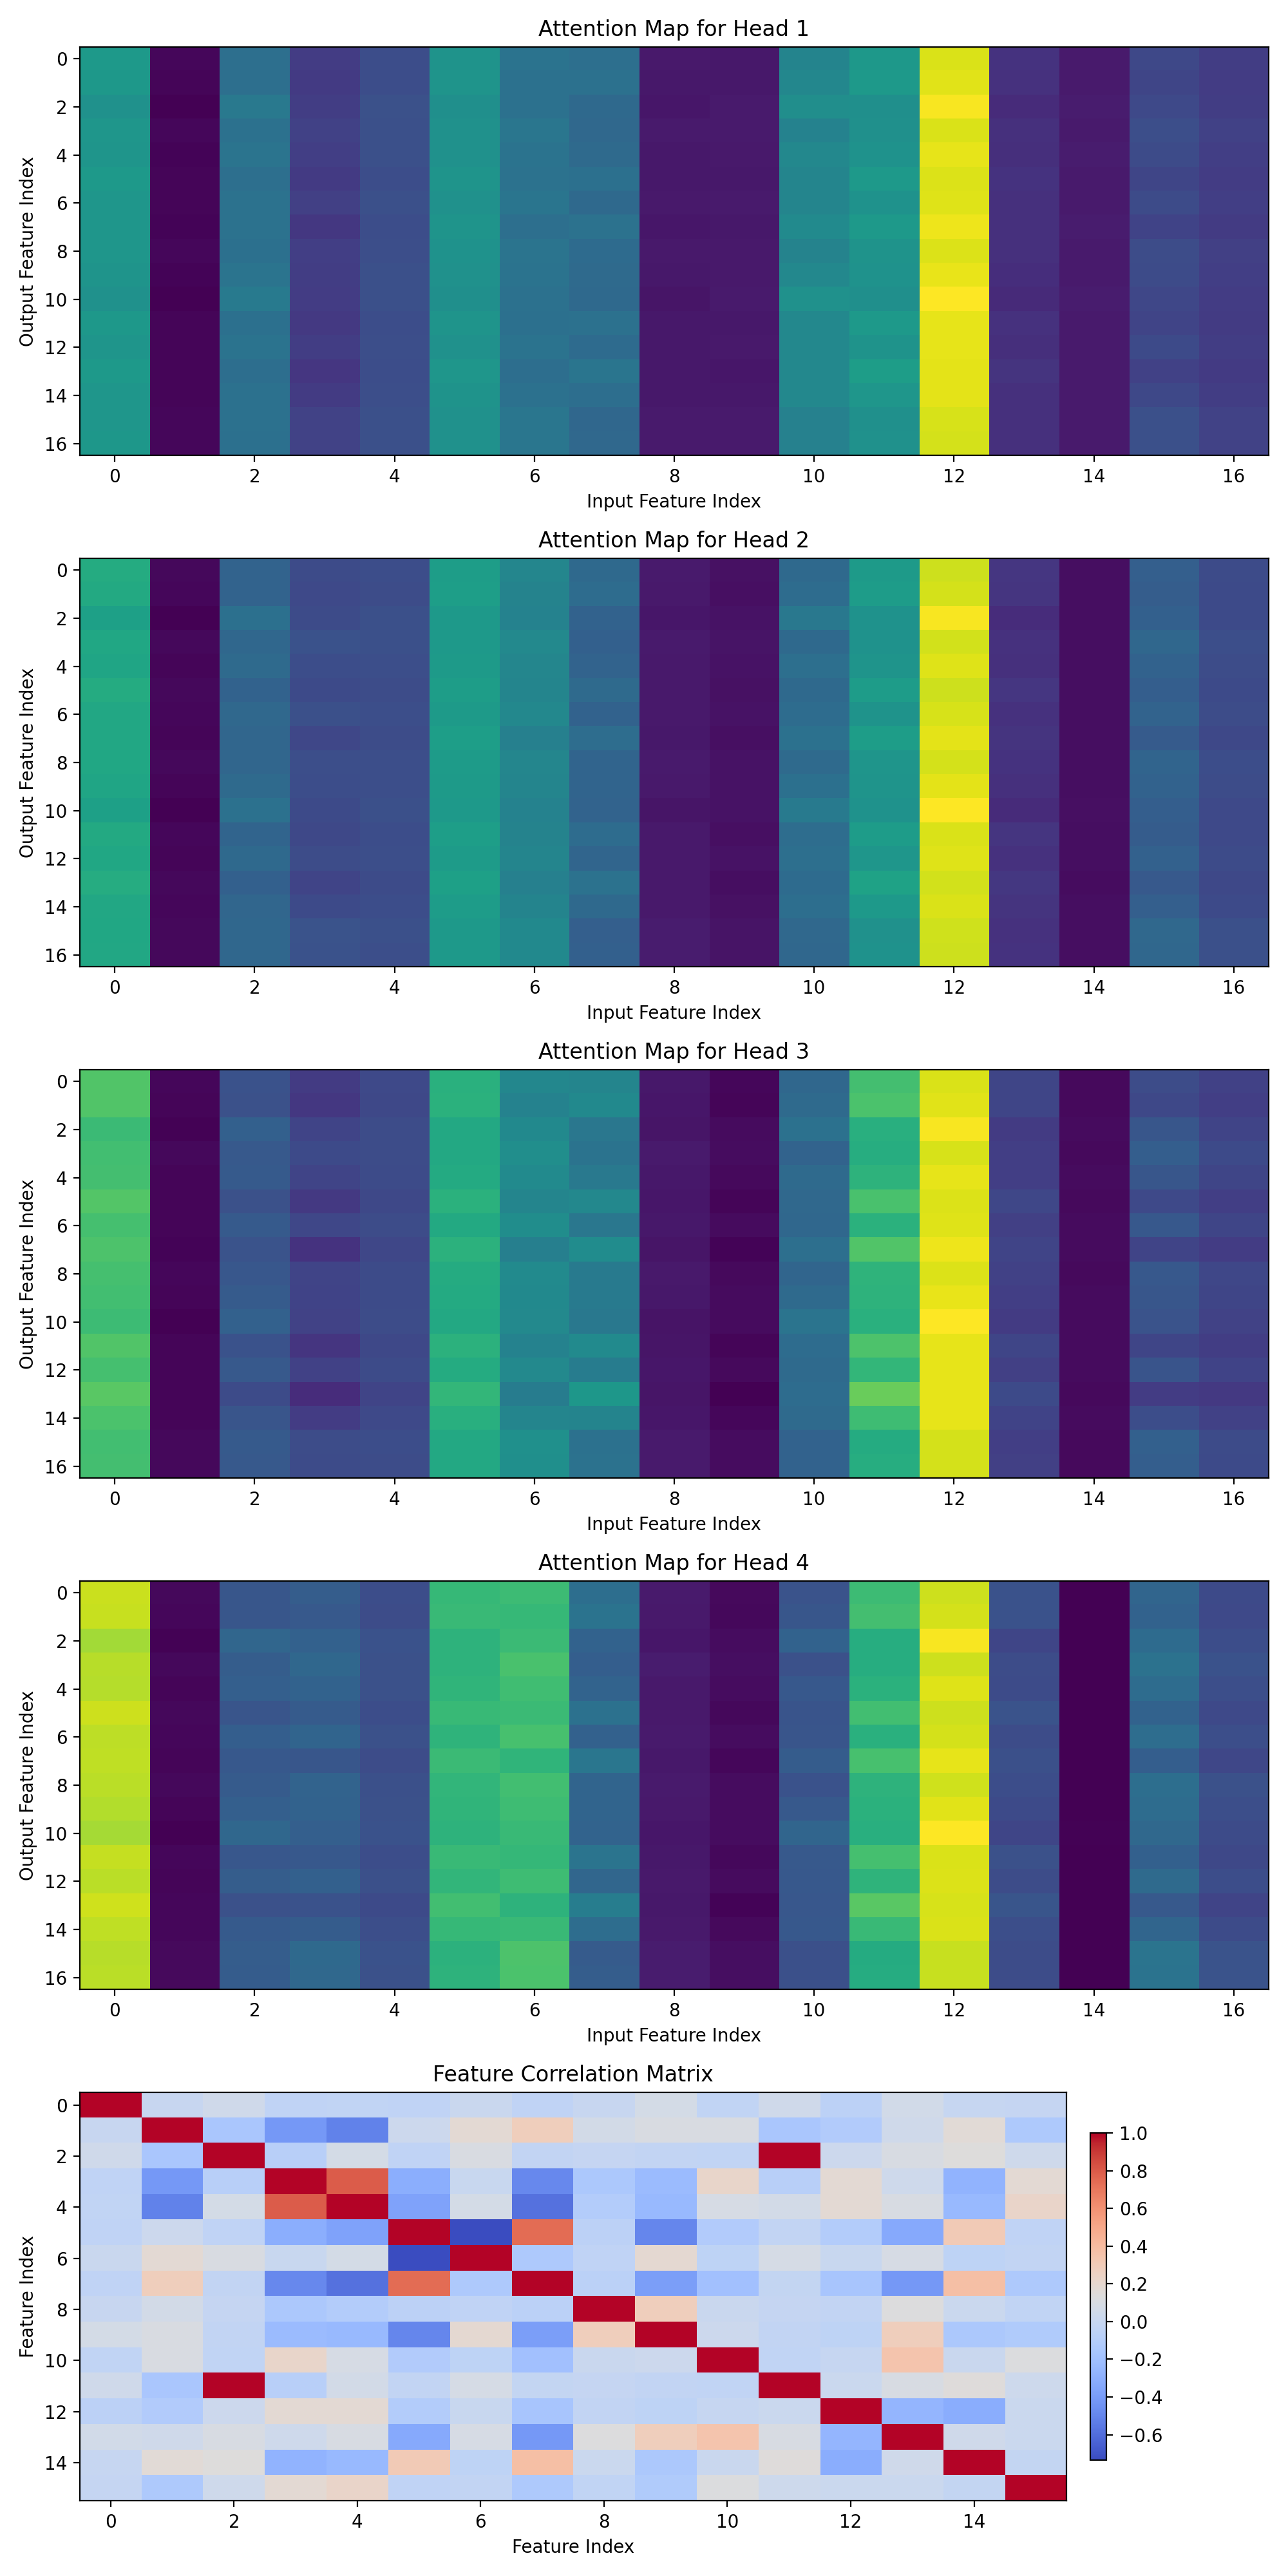 Attention Map for Head 1
Output Feature Index
0
2
4
6
8
10
12
14
16
0 2 4 6 8 10 12 14 16
Input Feature Index
Attention Map for Head 2
Output Feature Index
0
2
4
6
8
10
12
14
16
0 2 4 6 8 10 12 14 16
Input Feature Index
Attention Map for Head 3
Output Feature Index
0
2
4
6
8
10
12
14
16
0 2 4 6 8 10 12 14 16
Input Feature Index
Attention Map for Head 4
Output Feature Index
0
2
4
6
8
10
12
14
16
0 2 4 6 8 10 12 14 16
Input Feature Index
Feature Correlation Matrix
Feature Index
0
2
4
6
8
10
12
14
0 2 4 6 8 10 12 14
Feature Index
1.0
0.8
0.6
0.4
0.2
0.0
−0.2
−0.4
−0.6